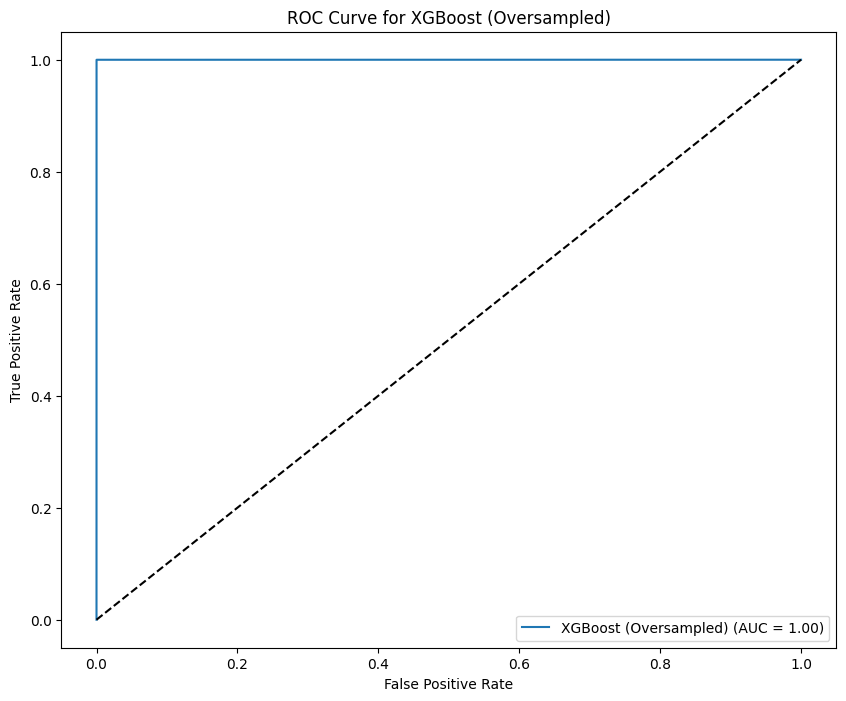 ROC Curve for XGBoost (Oversampled)
True Positive Rate
1.0
0.8
0.6
0.4
0.2
0.0
XGBoost (Oversampled) (AUC = 1.00)
0.0 0.2 0.4 0.6 0.8 1.0
False Positive Rate